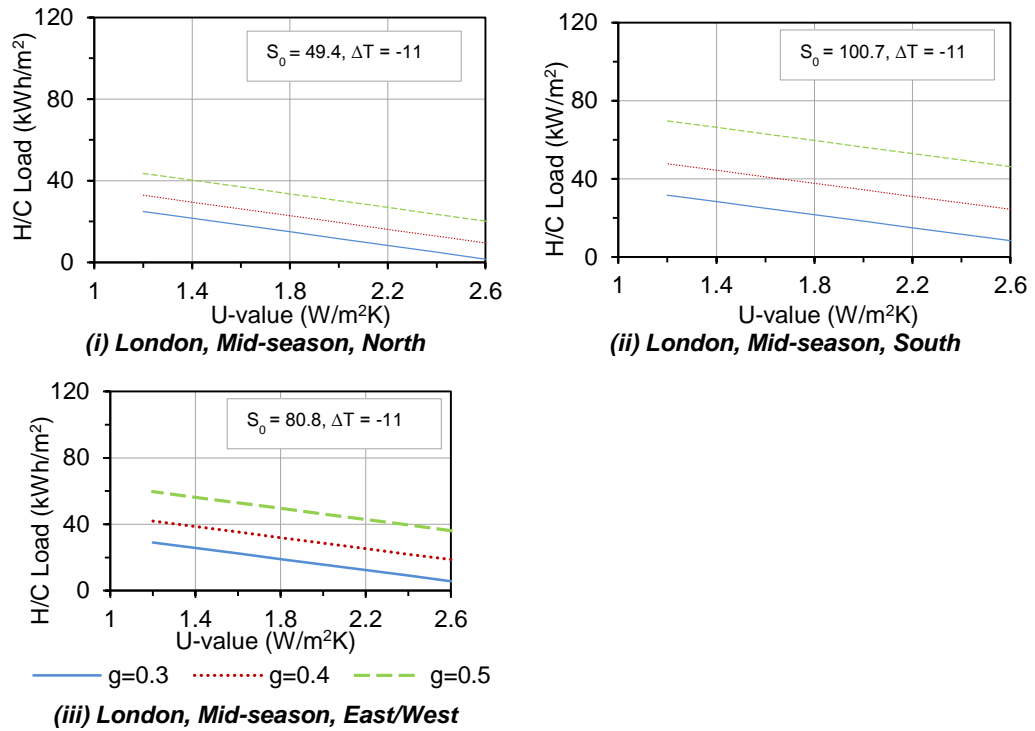 120
80
40
0
H/C Load (kWh/m²)
S₀ = 49.4, ΔT = -11
1 1.4 1.8 2.2 2.6
U-value (W/m²K)
(i) London, Mid-season, North
120
80
40
0
H/C Load (kW/m²)
S₀ = 100.7, ΔT = -11
1 1.4 1.8 2.2 2.6
U-value (W/m²K)
(ii) London, Mid-season, South
120
80
40
0
H/C Load (kWh/m²)
S₀ = 80.8, ΔT = -11
1 1.4 1.8 2.2 2.6
U-value (W/m²K)
g=0.3 g=0.4 g=0.5
(iii) London, Mid-season, East/West